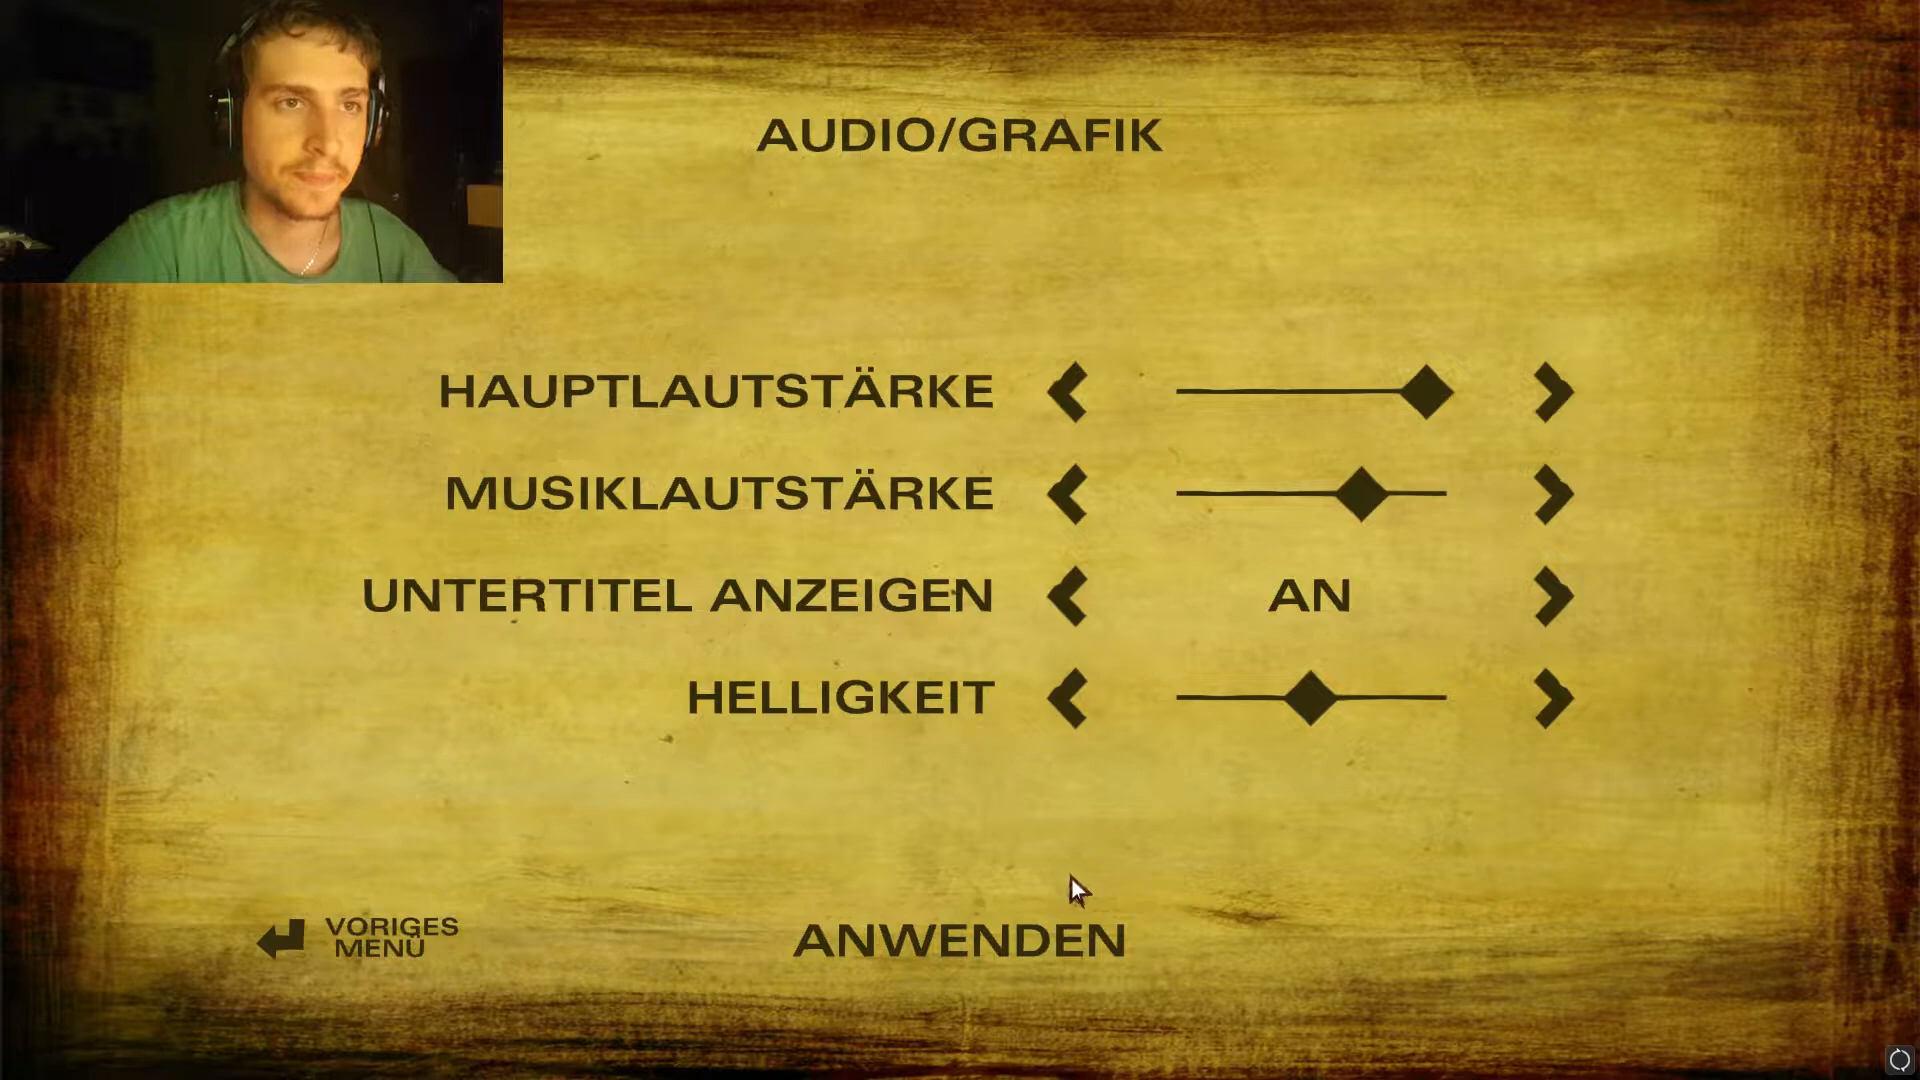 AUDIO/GRAFIK
HAUPTLAUTSTÄRKE
MUSIKLAUTSTÄRKE
UNTERTITEL ANZEIGEN AN
HELLIGKEIT
VORIGES
MENÜ
ANWENDEN